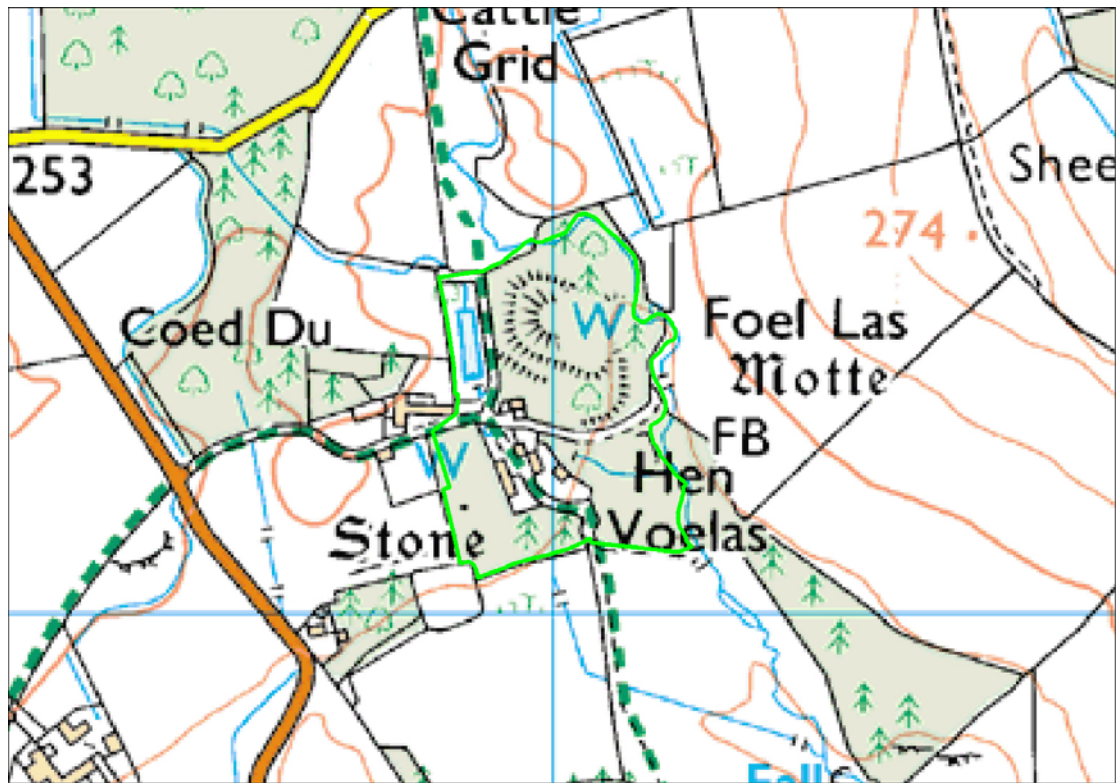 Cattle
Grid
253
Shee
274
Coed Du
W
Foel Las
Motte
FB
W
Hen
Voelas
Stone